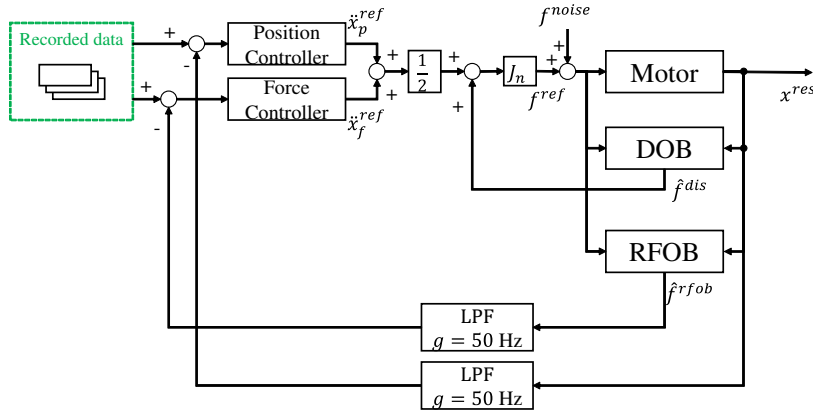 Recorded data
+
-
+
-
Position
Controller
Force
Controller
ẍ_p^{ref}
ẍ_f^{ref}
+
+
1/2
+
+
J_n
f^{ref}
f^{noise}
+
+
Motor
x^{res}
DOB
f̂^{dis}
RFOB
f̂^{rfob}
LPF
g = 50 Hz
LPF
g = 50 Hz